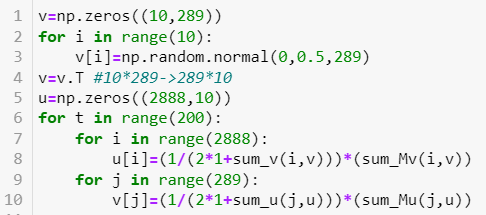 1 v=np.zeros((10,289))
2 for i in range(10):
3     v[i]=np.random.normal(0,0.5,289)
4 v=v.T #10*289->289*10
5 u=np.zeros((2888,10))
6 for t in range(200):
7     for i in range(2888):
8         u[i]=(1/(2*1+sum_v(i,v)))*(sum_Mv(i,v))
9     for j in range(289):
10         v[j]=(1/(2*1+sum_u(j,u)))*(sum_Mu(j,u))